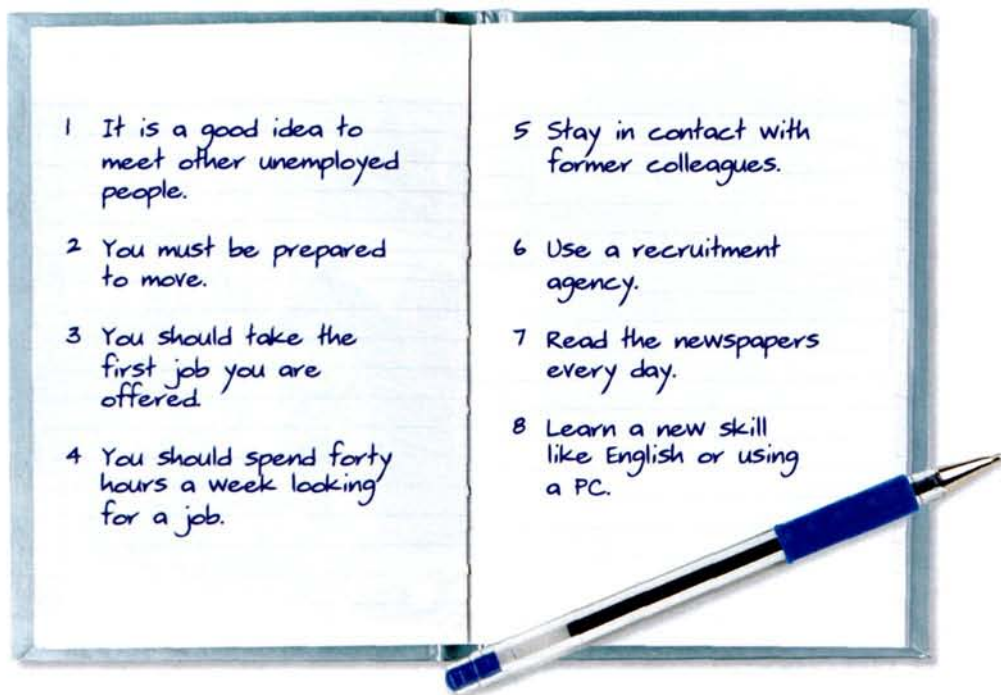 1 It is a good idea to
meet other unemployed
people.
2 You must be prepared
to move.
3 You should take the
first job you are
offered.
4 You should spend forty
hours a week looking
for a job.
5 Stay in contact with
former colleagues.
6 Use a recruitment
agency.
7 Read the newspapers
every day.
8 Learn a new skill
like English or using
a PC.